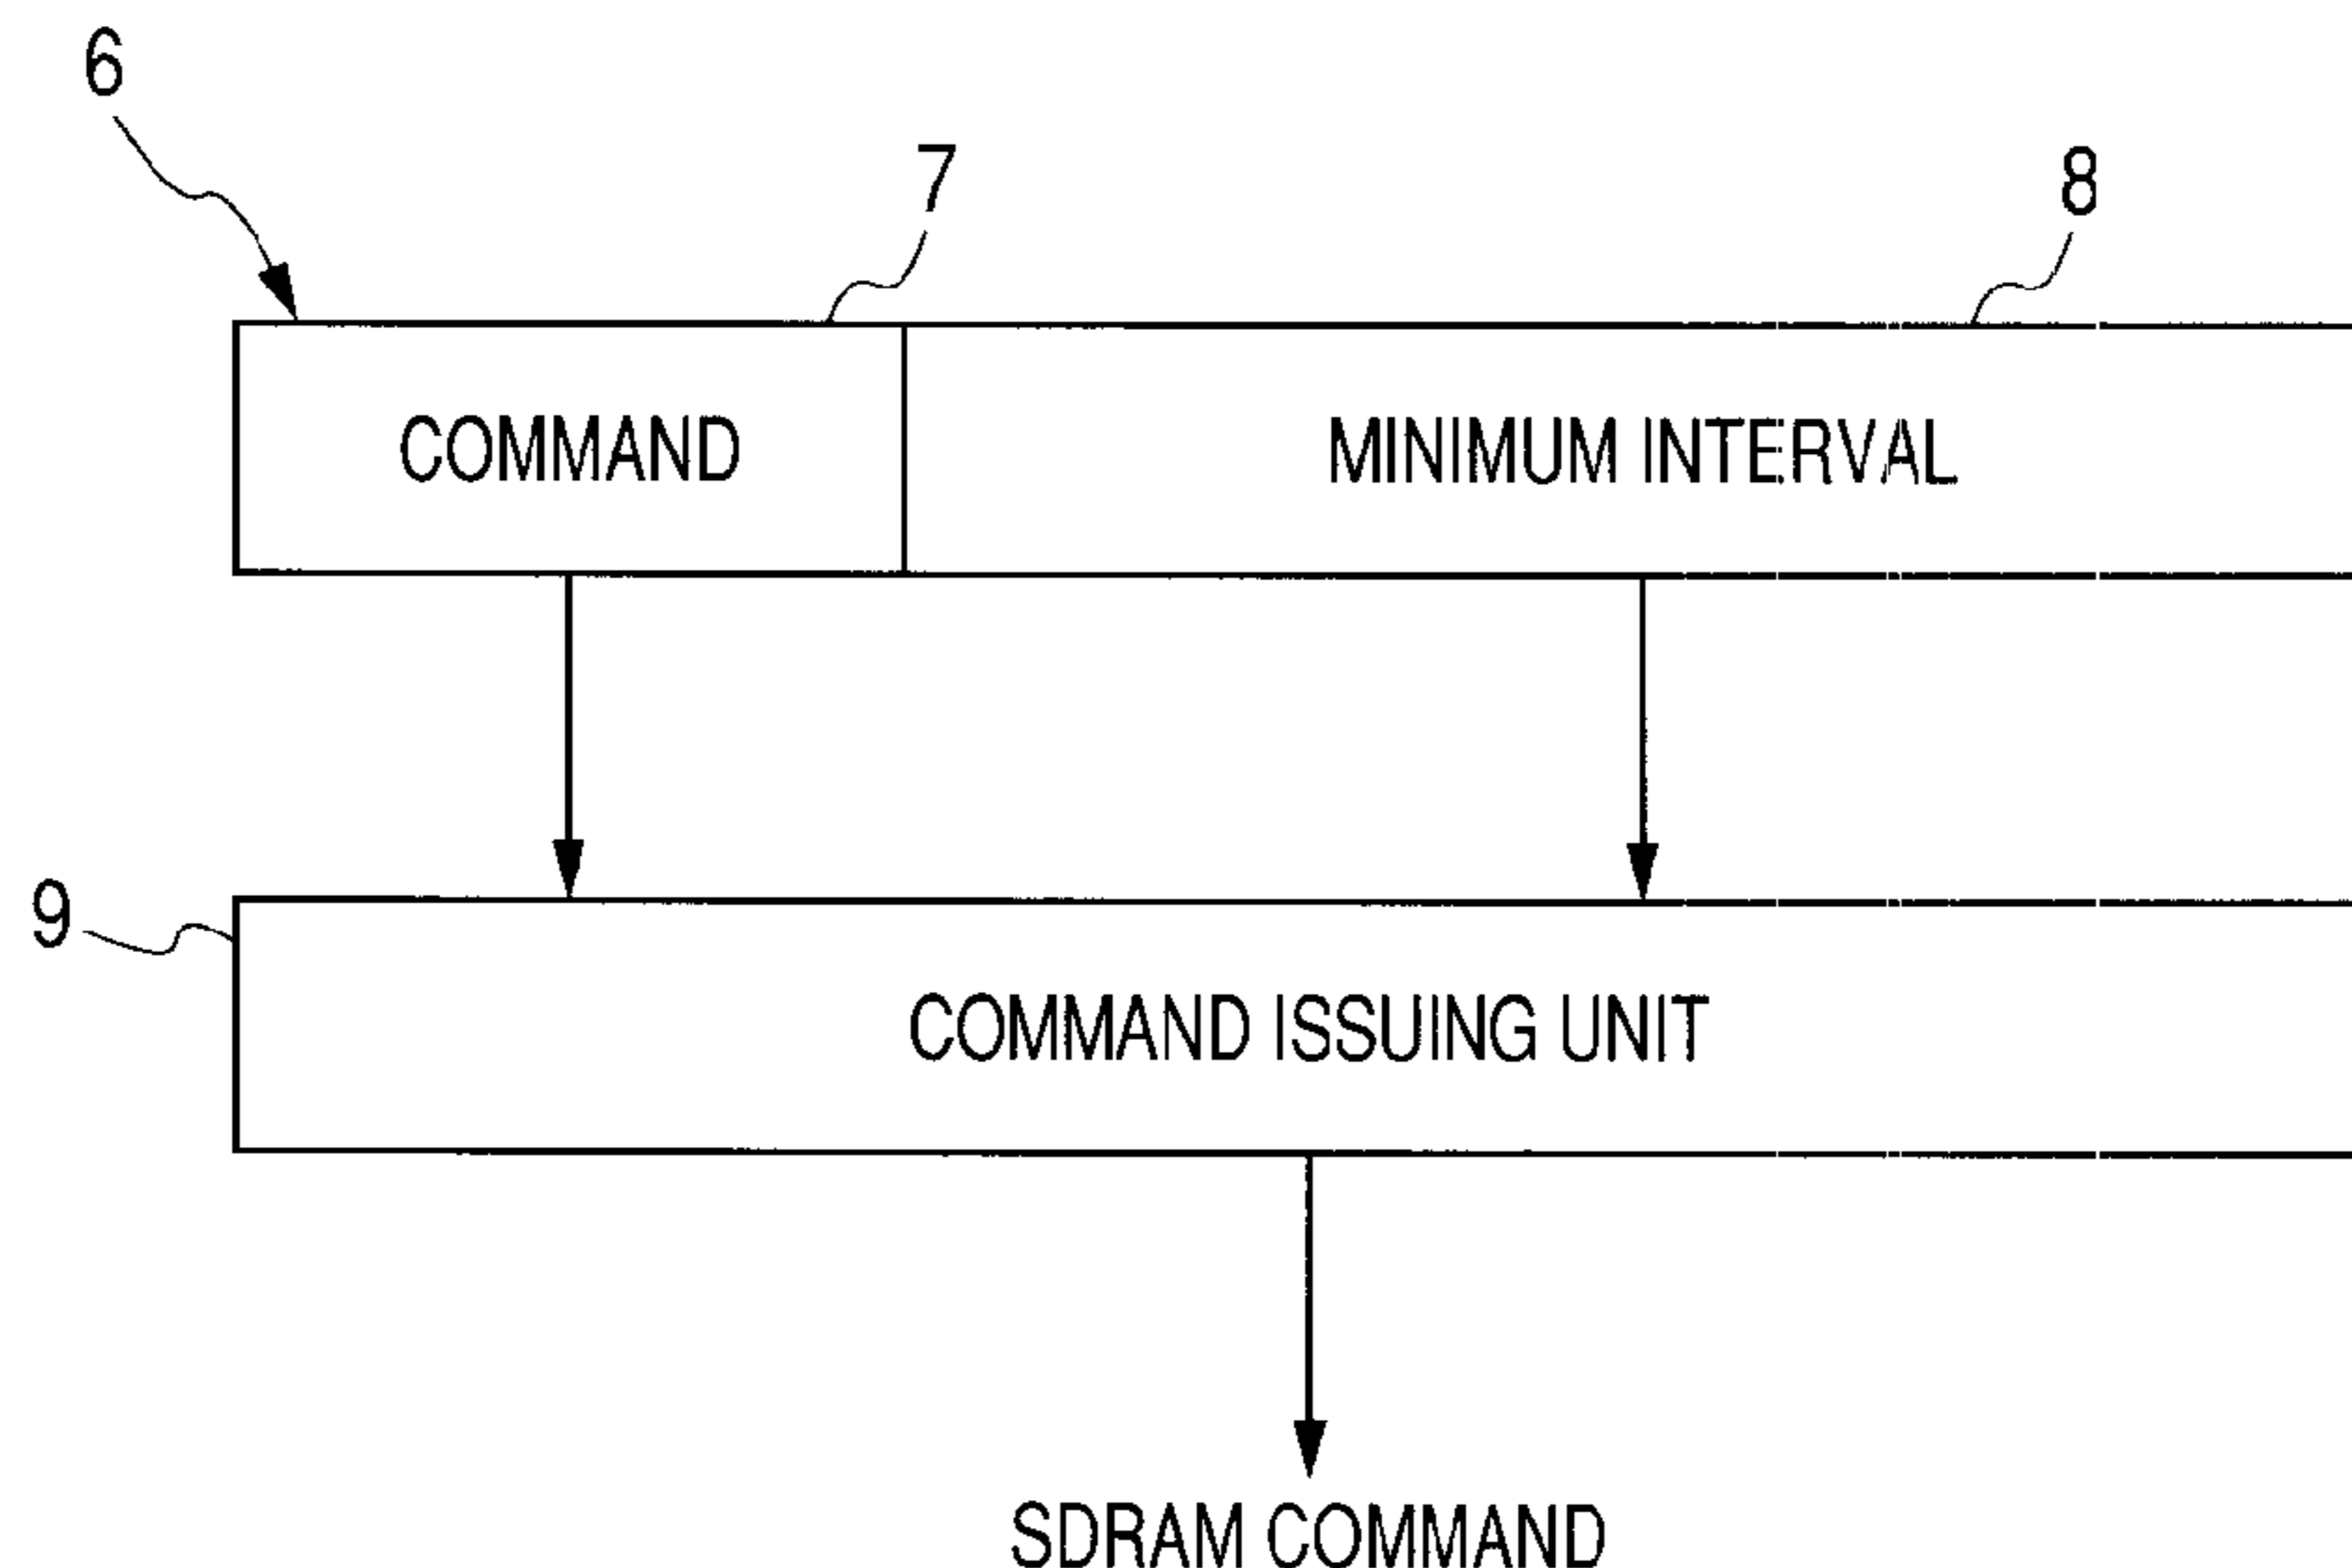 6
7
8
COMMAND
MINIMUM INTERVAL
9
COMMAND ISSUING UNIT
SDRAM COMMAND